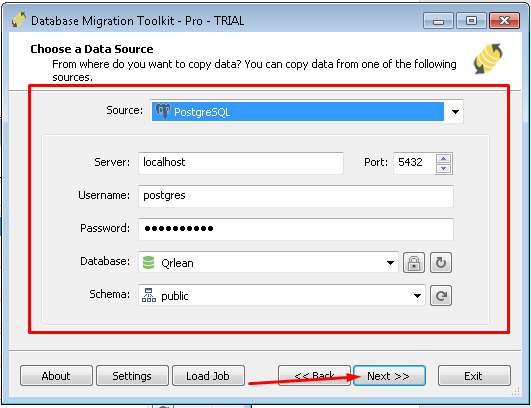 Database Migration Toolkit - Pro - TRIAL
Choose a Data Source
From where do you want to copy data? You can copy data from one of the following
sources.
Source: PostgreSQL
Server: localhost Port: 5432
Username: postgres
Password: ●●●●●●●●●●
Database: Qrlean
Schema: public
About Settings Load Job << Back Next >> Exit